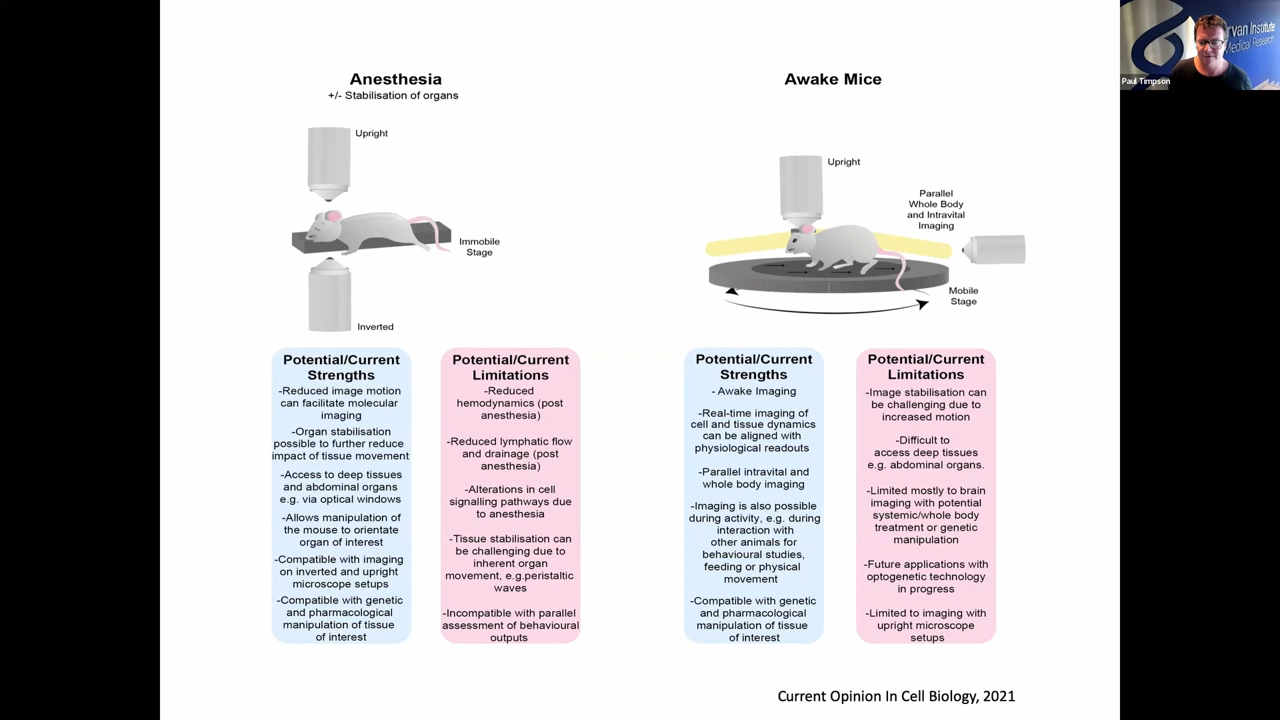 Anesthesia
+/- Stabilisation of organs
Upright
Immobile
Stage
Inverted
Potential/Current
Strengths
-Reduced image motion
can facilitate molecular
imaging
-Organ stabilisation
possible to further reduce
impact of tissue movement
-Access to deep tissues
and abdominal organs
e.g. via optical windows
-Allows manipulation of
the mouse to orientate
organ of interest
-Compatible with imaging
on inverted and upright
microscope setups
-Compatible with genetic
and pharmacological
manipulation of tissue
of interest
Potential/Current
Limitations
-Reduced
hemodynamics (post
anesthesia)
-Reduced lymphatic flow
and drainage (post
anesthesia)
-Alterations in cell
signalling pathways due
to anesthesia
-Tissue stabilisation can
be challenging due to
inherent organ
movement, e.g.peristaltic
waves
-Incompatible with parallel
assessment of behavioural
outputs
Awake Mice
Upright
Parallel
Whole Body
and Intravital
Imaging
Mobile
Stage
Potential/Current
Strengths
- Awake Imaging
-Real-time imaging of
cell and tissue dynamics
can be aligned with
physiological readouts
-Parallel intravital and
whole body imaging
-Imaging is also possible
during activity, e.g. during
interaction with
other animals for
behavioural studies,
feeding or physical
movement
-Compatible with genetic
and pharmacological
manipulation of tissue
of interest
Potential/Current
Limitations
-Image stabilisation can
be challenging due to
increased motion
-Difficult to
access deep tissues
e.g. abdominal organs.
-Limited mostly to brain
imaging with potential
systemic/whole body
treatment or genetic
manipulation
-Future applications with
optogenetic technology
in progress
-Limited to imaging with
upright microscope
setups
Current Opinion In Cell Biology, 2021
rvan Institute
Medical Research
Paul Timpson